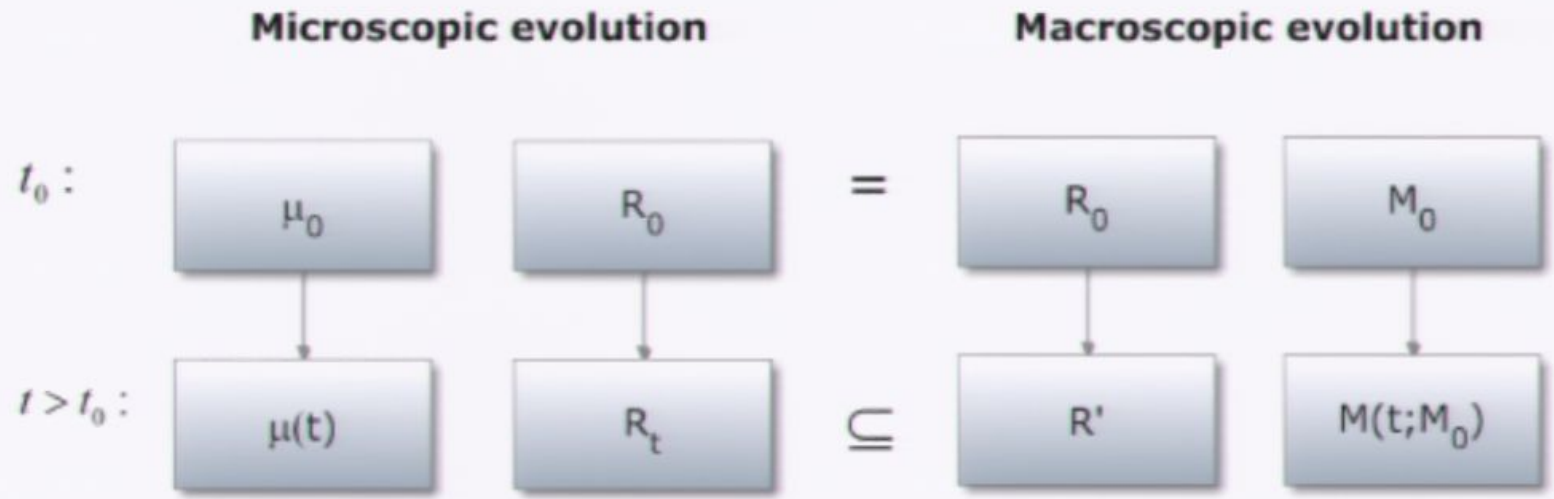 Microscopic evolution Macroscopic evolution
t₀ : μ₀ R₀ = R₀ M₀
t > t₀ : μ(t) Rₜ ⊆ R' M(t;M₀)